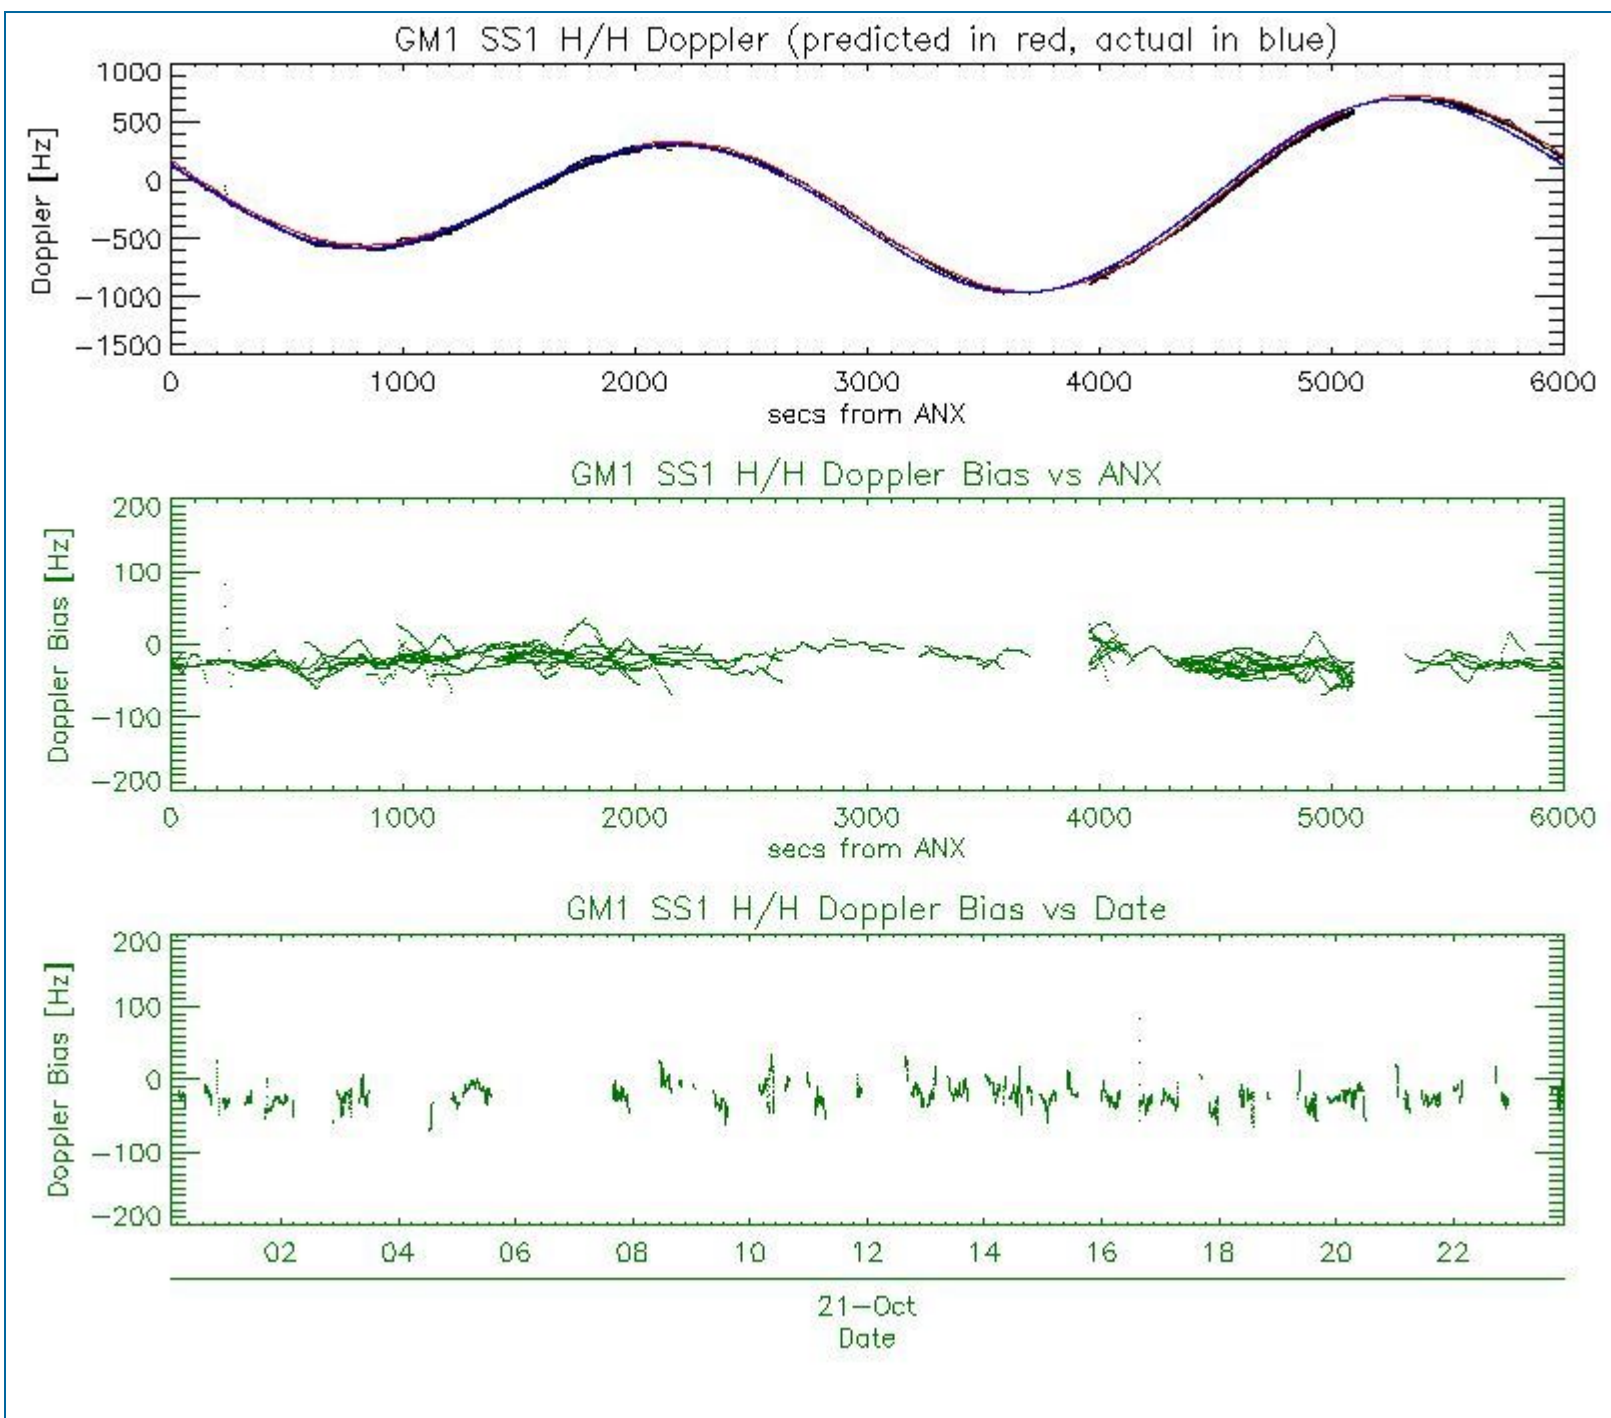 GM1 SS1 H/H Doppler (predicted in red, actual in blue)
Doppler [Hz]
1000
500
0
−500
−1000
−1500
0 1000 2000 3000 4000 5000 6000
secs from ANX
GM1 SS1 H/H Doppler Bias vs ANX
Doppler Bias [Hz]
200
100
0
−100
−200
0 1000 2000 3000 4000 5000 6000
secs from ANX
GM1 SS1 H/H Doppler Bias vs Date
Doppler Bias [Hz]
200
100
0
−100
−200
02 04 06 08 10 12 14 16 18 20 22
21−Oct
Date